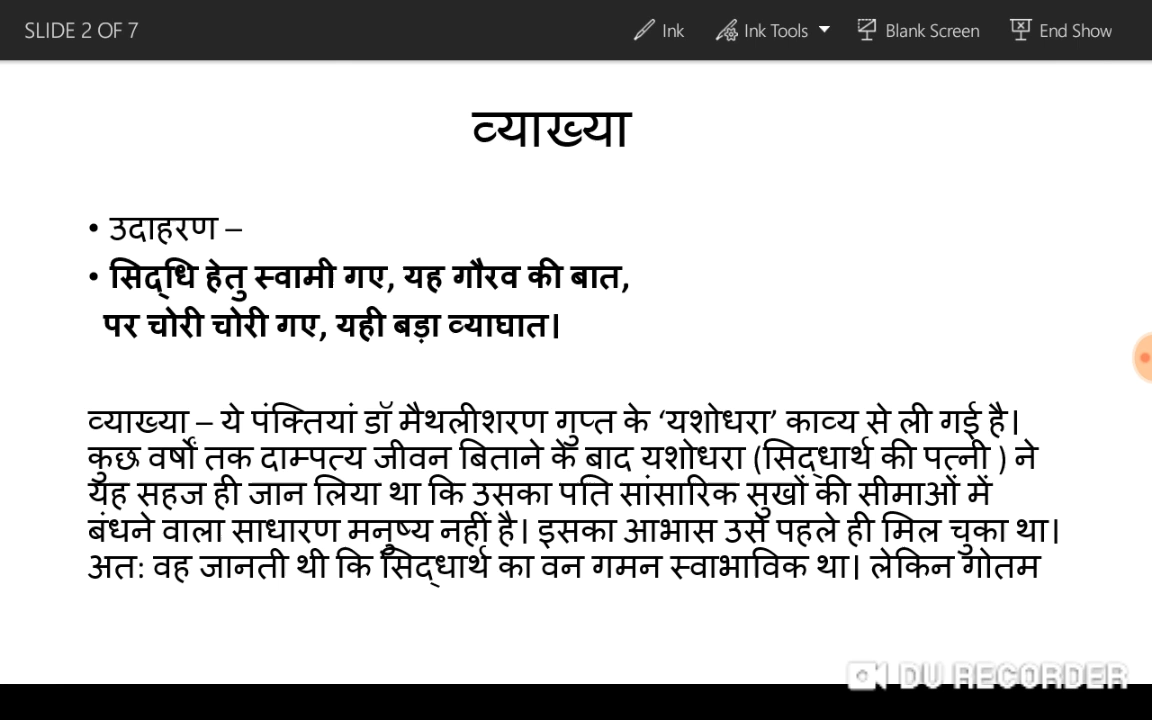 SLIDE 2 OF 7 Ink Ink Tools Blank Screen End Show
व्याख्या
• उदाहरण –
• सिद्धि हेतु स्वामी गए, यह गौरव की बात,
पर चोरी चोरी गए, यही बड़ा व्याघात।
व्याख्या – ये पंक्तियां डॉ मैथलीशरण गुप्त के ‘यशोधरा’ काव्य से ली गई है।
कुछ वर्षों तक दाम्पत्य जीवन बिताने के बाद यशोधरा (सिद्धार्थ की पत्नी ) ने
यह सहज ही जान लिया था कि उसका पति सांसारिक सुखों की सीमाओं में
बंधने वाला साधारण मनुष्य नहीं है। इसका आभास उसे पहले ही मिल चुका था।
अत: वह जानती थी कि सिद्धार्थ का वन गमन स्वाभाविक था। लेकिन गोतम
DU RECORDER